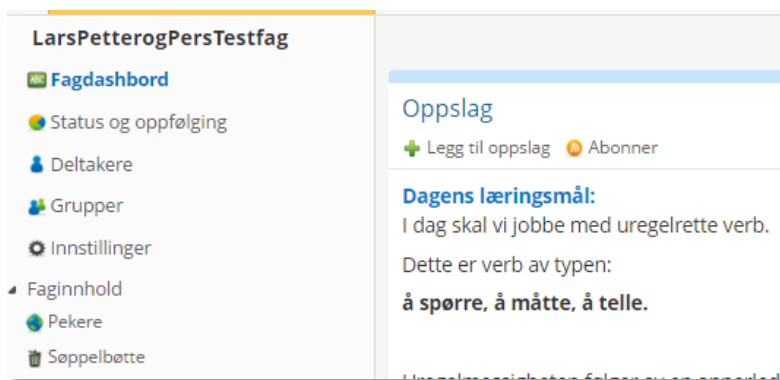 LarsPetterogPersTestfag
Fagdashbord
Status og oppfølging
Deltakere
Grupper
Innstillinger
Faginnhold
Pekere
Søppelbøtte
Oppslag
Legg til oppslag Abonner
Dagens læringsmål:
I dag skal vi jobbe med uregelrette verb.
Dette er verb av typen:
å spørre, å måtte, å telle.